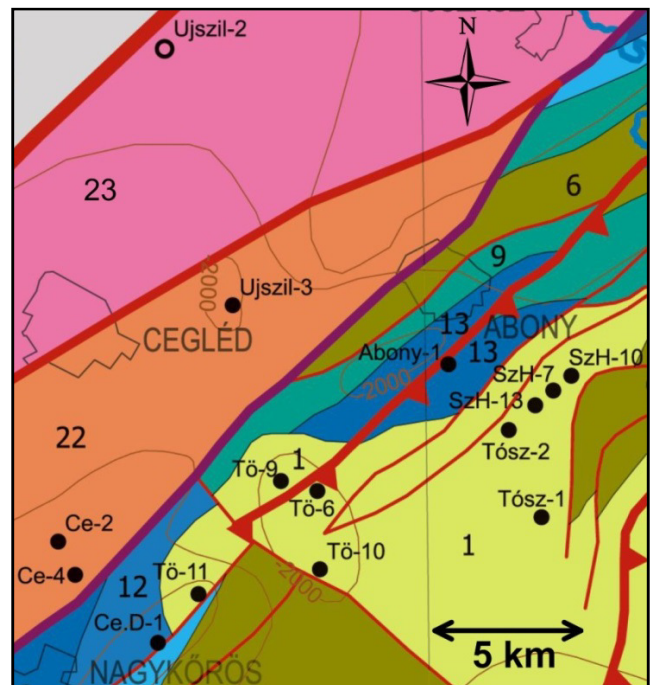 Ujszil-2
N
23
6
9
Ujszil-3
-2000
CEGLÉD
13
ABONY
Abony-1
13
SzH-10
SzH-7
-2000
SzH-13
22
Tósz-2
1
Tö-9
Tö-6
Tósz-1
Ce-2
1
Tö-10
Ce-4
12
Tö-11
-2000
Ce.D-1
5 km
NAGYKŐRÖS